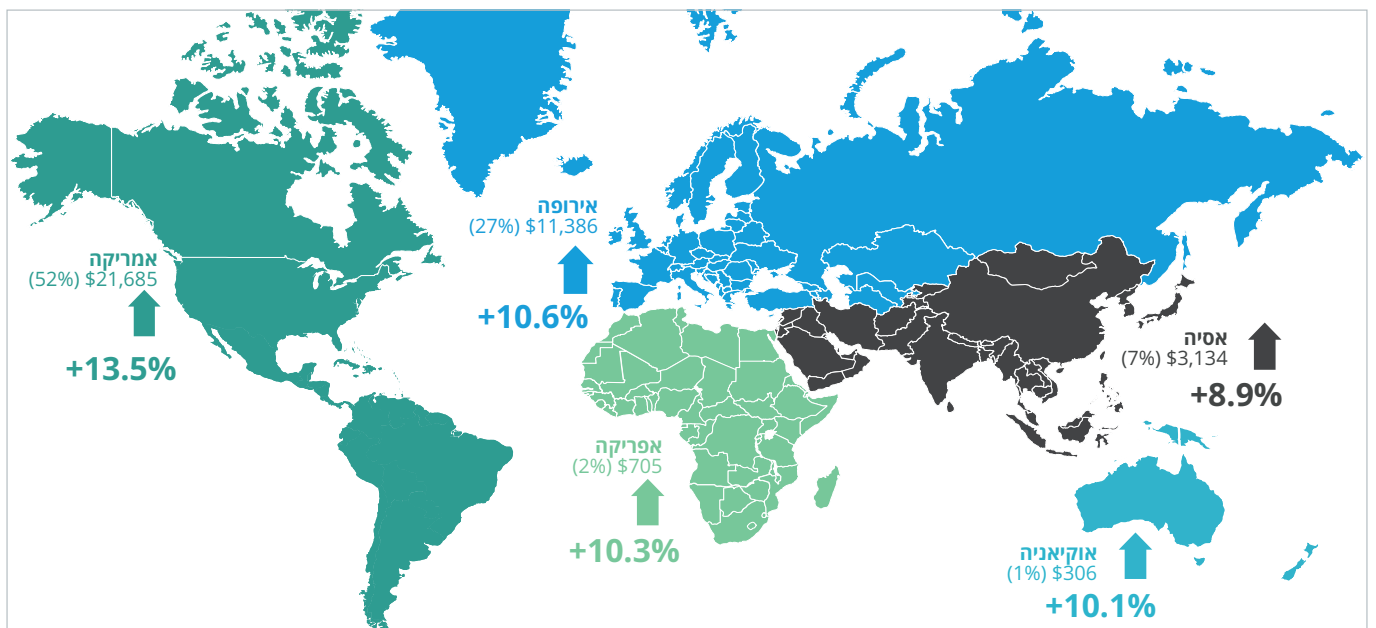 אירופה
(27%) $11,386
+10.6%
אמריקה
(52%) $21,685
+13.5%
אסיה
(7%) $3,134
+8.9%
אפריקה
(2%) $705
+10.3%
אוקיאניה
(1%) $306
+10.1%